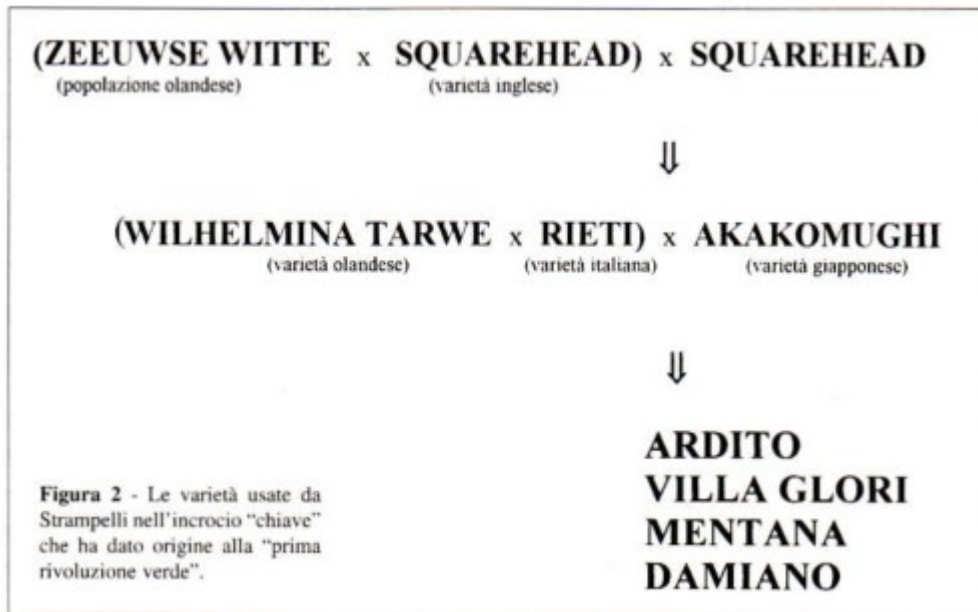 (ZEEUWSE WITTE x SQUAREHEAD) x SQUAREHEAD
(popolazione olandese) (varietà inglese)
⇓
(WILHELMINA TARWE x RIETI) x AKAKOMUGHI
(varietà olandese) (varietà italiana) (varietà giapponese)
⇓
ARDITO
VILLA GLORI
MENTANA
DAMIANO
Figura 2 - Le varietà usate da
Strampelli nell'incrocio "chiave"
che ha dato origine alla "prima
rivoluzione verde".